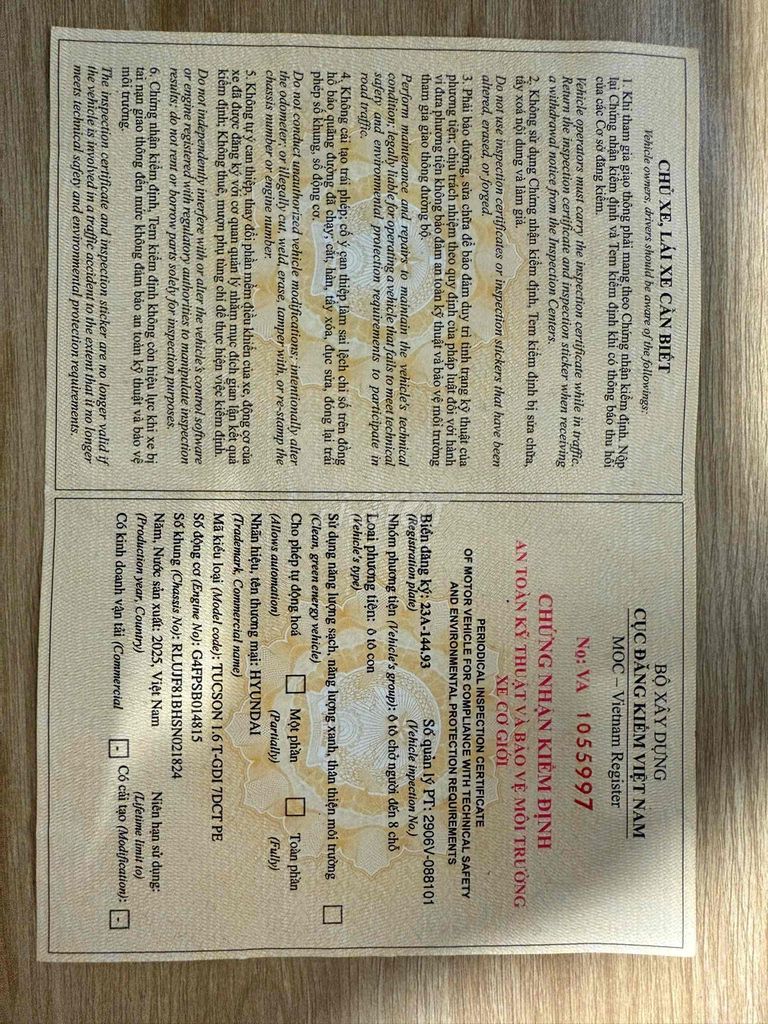 CHỦ XE, LÁI XE CẦN BIẾT
Vehicle owners, drivers should be aware of the followings:
1. Khi tham gia giao thông phải mang theo Chứng nhận kiểm định. Nộp
lại Chứng nhận kiểm định và Tem kiểm định khi có thông báo thu hồi
của các Cơ sở đăng kiểm.
Vehicle operators must carry the inspection certificate while in traffic.
Return the inspection certificate and inspection sticker when receiving
a withdrawal notice from the Inspection Centers.
2. Không sử dụng Chứng nhận kiểm định, Tem kiểm định bị sửa chữa,
tẩy xoá nội dung và làm giả.
Do not use inspection certificates or inspection stickers that have been
altered, erased, or forged.
3. Phải bảo dưỡng, sửa chữa để bảo đảm duy trì tình trạng kỹ thuật của
phương tiện, chịu trách nhiệm theo quy định của pháp luật đối với hành
vi đưa phương tiện không bảo đảm an toàn kỹ thuật và bảo vệ môi trường
tham gia giao thông đường bộ.
Perform maintenance and repairs to maintain the vehicle's technical
condition; legally liable for operating a vehicle that fails to meet technical
safety and environmental protection requirements to participate in
road traffic.
4. Không cải tạo trái phép; cố ý can thiệp làm sai lệch chỉ số trên đồng
hồ báo quãng đường đã chạy; cắt, hàn, tẩy xóa, đục sửa, đóng lại trái
phép số khung, số động cơ.
Do not conduct unauthorized vehicle modifications; intentionally alter
the odometer; or illegally cut, weld, erase, tamper with, or re-stamp the
chassis number or engine number.
5. Không tự ý can thiệp, thay đổi phần mềm điều khiển của xe, động cơ của
xe đã được đăng ký với cơ quan quản lý nhằm mục đích gian lận kết quả
kiểm định; Không thuê, mượn phụ tùng chỉ để thực hiện việc kiểm định.
Do not independently interfere with or alter the vehicle's control software
or engine registered with regulatory authorities to manipulate inspection
results; do not rent or borrow parts solely for inspection purposes.
6. Chứng nhận kiểm định, Tem kiểm định không còn hiệu lực khi xe bị
tai nạn giao thông đến mức không đảm bảo an toàn kỹ thuật và bảo vệ
môi trường.
The inspection certificate and inspection sticker are no longer valid if
the vehicle is involved in a traffic accident to the extent that it no longer
meets technical safety and environmental protection requirements.
BỘ XÂY DỰNG
CỤC ĐĂNG KIỂM VIỆT NAM
MOC – Vietnam Register
No: VA 1055997
CHỨNG NHẬN KIỂM ĐỊNH
AN TOÀN KỸ THUẬT VÀ BẢO VỆ MÔI TRƯỜNG
XE CƠ GIỚI
PERIODICAL INSPECTION CERTIFICATE
OF MOTOR VEHICLE FOR COMPLIANCE WITH TECHNICAL SAFETY
AND ENVIRONMENTAL PROTECTION REQUIREMENTS
Biển đăng ký: 23A-144.93 Số quản lý PT: 2906V-088101
(Registration plate) (Vehicle inpection No.)
Nhóm phương tiện (Vehicle's group): ô tô chở người đến 8 chỗ
Loại phương tiện: ô tô con
(Vehicle's type)
Sử dụng năng lượng sạch, năng lượng xanh, thân thiện môi trường
(Clean, green energy vehicle)
Cho phép tự động hoá Một phần Toàn phần
(Allows automation) (Partially) (Fully)
Nhãn hiệu, tên thương mại: HYUNDAI
(Trademark, Commercial name)
Mã kiểu loại (Model code): TUCSON 1.6 T-GDI 7DCT PE
Số động cơ (Engine No): G4FPSB014815
Số khung (Chassis No): RLUJF81BHSN021824
Năm, Nước sản xuất: 2025, Việt Nam Niên hạn sử dụng:
(Production year, Country) (Lifetime limit to)
Có kinh doanh vận tải (Commercial - Có cải tạo (Modification): -